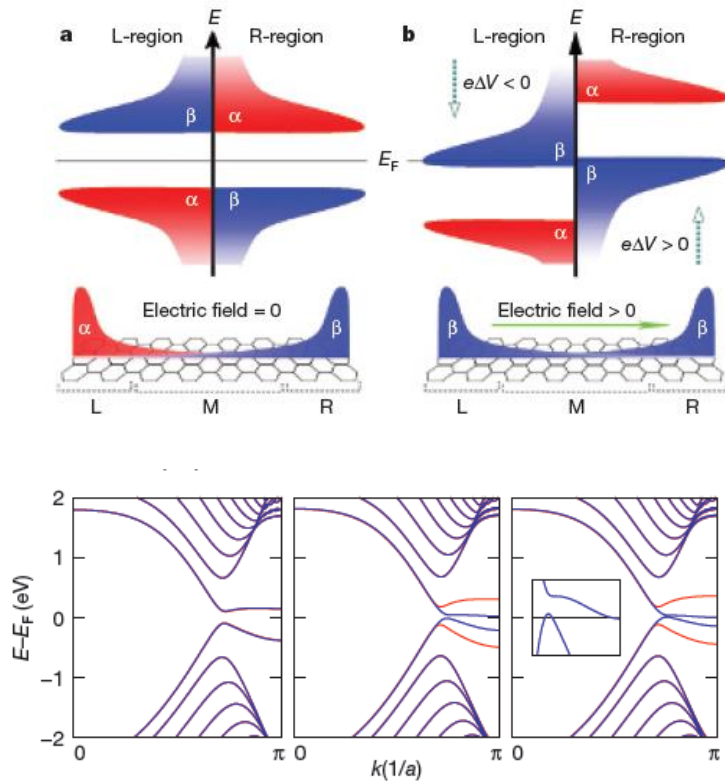 a L-region E R-region
β α
α β
Electric field = 0
α β
L M R
b L-region E R-region
eΔV < 0 α
β
E_F
β
α eΔV > 0
Electric field > 0
β β
L M R
2
1
0
−1
−2
E–E_F (eV)
0 π 0 π 0 π
k(1/a)